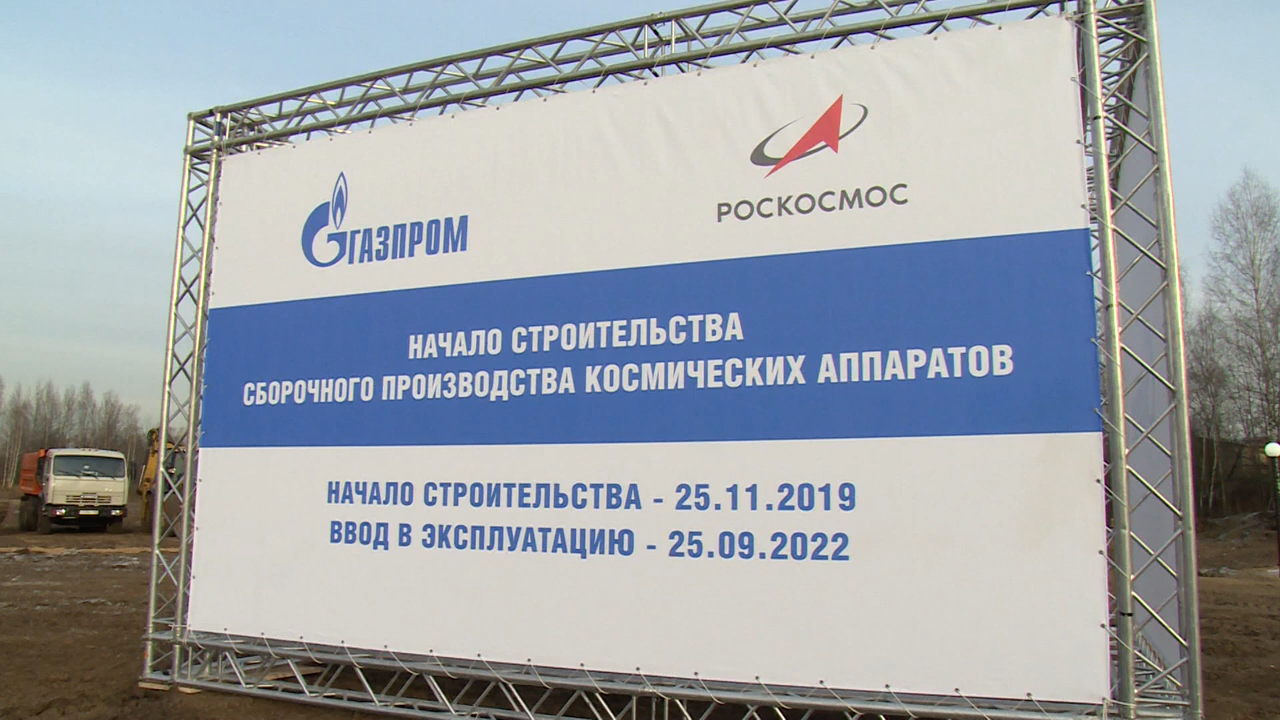 ГАЗПРОМ
РОСКОСМОС
НАЧАЛО СТРОИТЕЛЬСТВА
СБОРОЧНОГО ПРОИЗВОДСТВА КОСМИЧЕСКИХ АППАРАТОВ
НАЧАЛО СТРОИТЕЛЬСТВА - 25.11.2019
ВВОД В ЭКСПЛУАТАЦИЮ - 25.09.2022